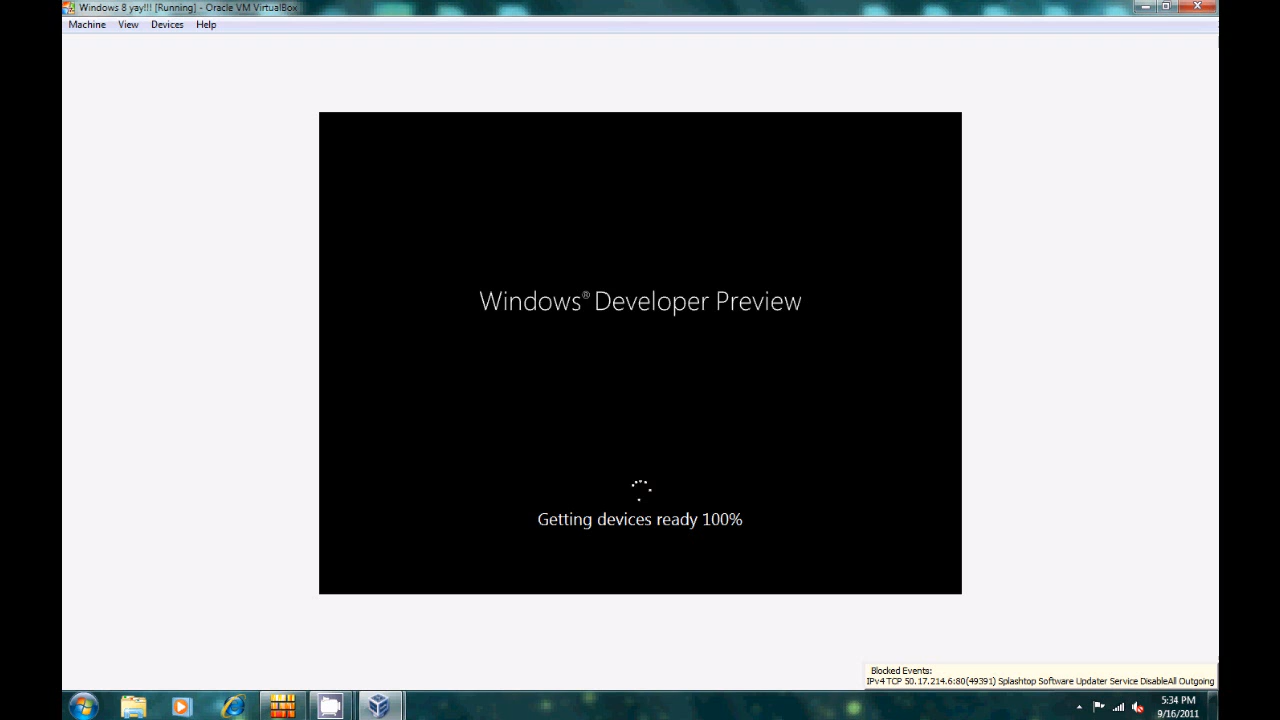 Windows 8 yay!!! [Running] - Oracle VM VirtualBox
Machine View Devices Help
Windows® Developer Preview
Getting devices ready 100%
Blocked Events:
IPv4 TCP 50.17.214.6:80(49391) Splashtop Software Updater Service DisableAll Outgoing
5:34 PM
9/16/2011